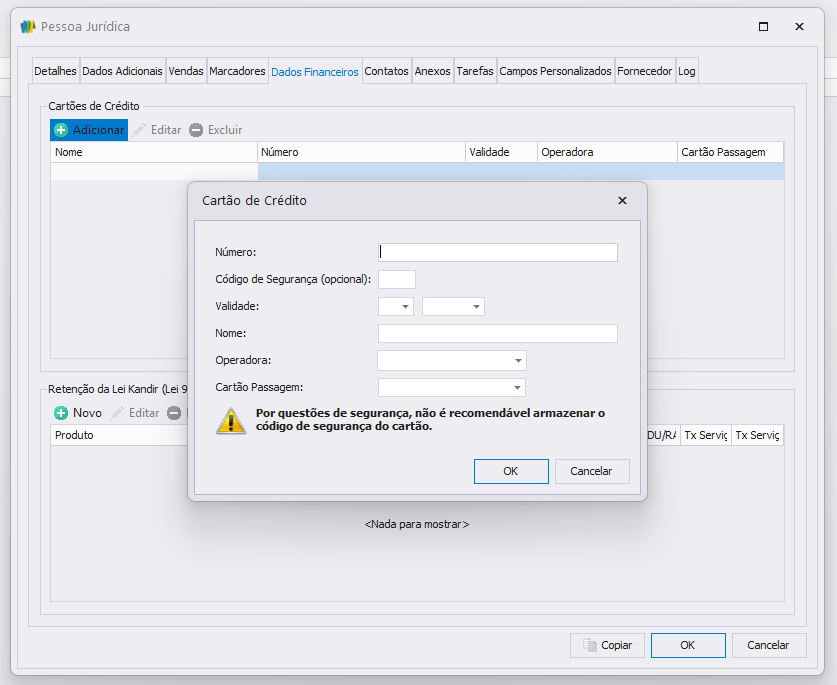 Pessoa Jurídica
Detalhes Dados Adicionais Vendas Marcadores Dados Financeiros Contatos Anexos Tarefas Campos Personalizados Fornecedor Log
Cartões de Crédito
Adicionar Editar Excluir
Nome Número Validade Operadora Cartão Passagem
Cartão de Crédito
Número:
Código de Segurança (opcional):
Validade:
Nome:
Operadora:
Cartão Passagem:
Por questões de segurança, não é recomendável armazenar o
código de segurança do cartão.
OK Cancelar
Retenção da Lei Kandir (Lei 9
Novo Editar
Produto DU/RA Tx Serviç Tx Serviç
<Nada para mostrar>
Copiar OK Cancelar